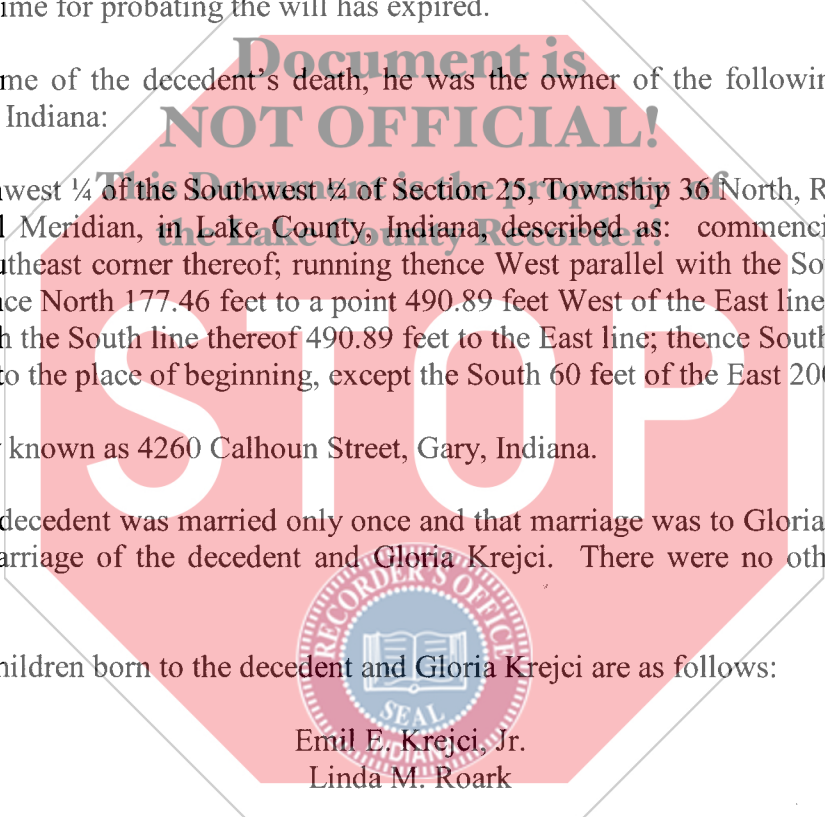 ime for probating the will has expired.
Document is
me of the decedent's death, he was the owner of the followin
Indiana:
NOT OFFICIAL!
This Document is the property of
west ¼ of the Southwest ¼ of Section 25, Township 36 North, R
the Lake County Recorder!
l Meridian, in Lake County, Indiana, described as: commenci
utheast corner thereof; running thence West parallel with the So
ce North 177.46 feet to a point 490.89 feet West of the East line
h the South line thereof 490.89 feet to the East line; thence South
to the place of beginning, except the South 60 feet of the East 200
STOP
known as 4260 Calhoun Street, Gary, Indiana.
decedent was married only once and that marriage was to Gloria
arriage of the decedent and Gloria Krejci. There were no oth
RECORDER'S OFFICE
hildren born to the decedent and Gloria Krejci are as follows:
SEAL
INDIANA
Emil E. Krejci, Jr.
Linda M. Roark